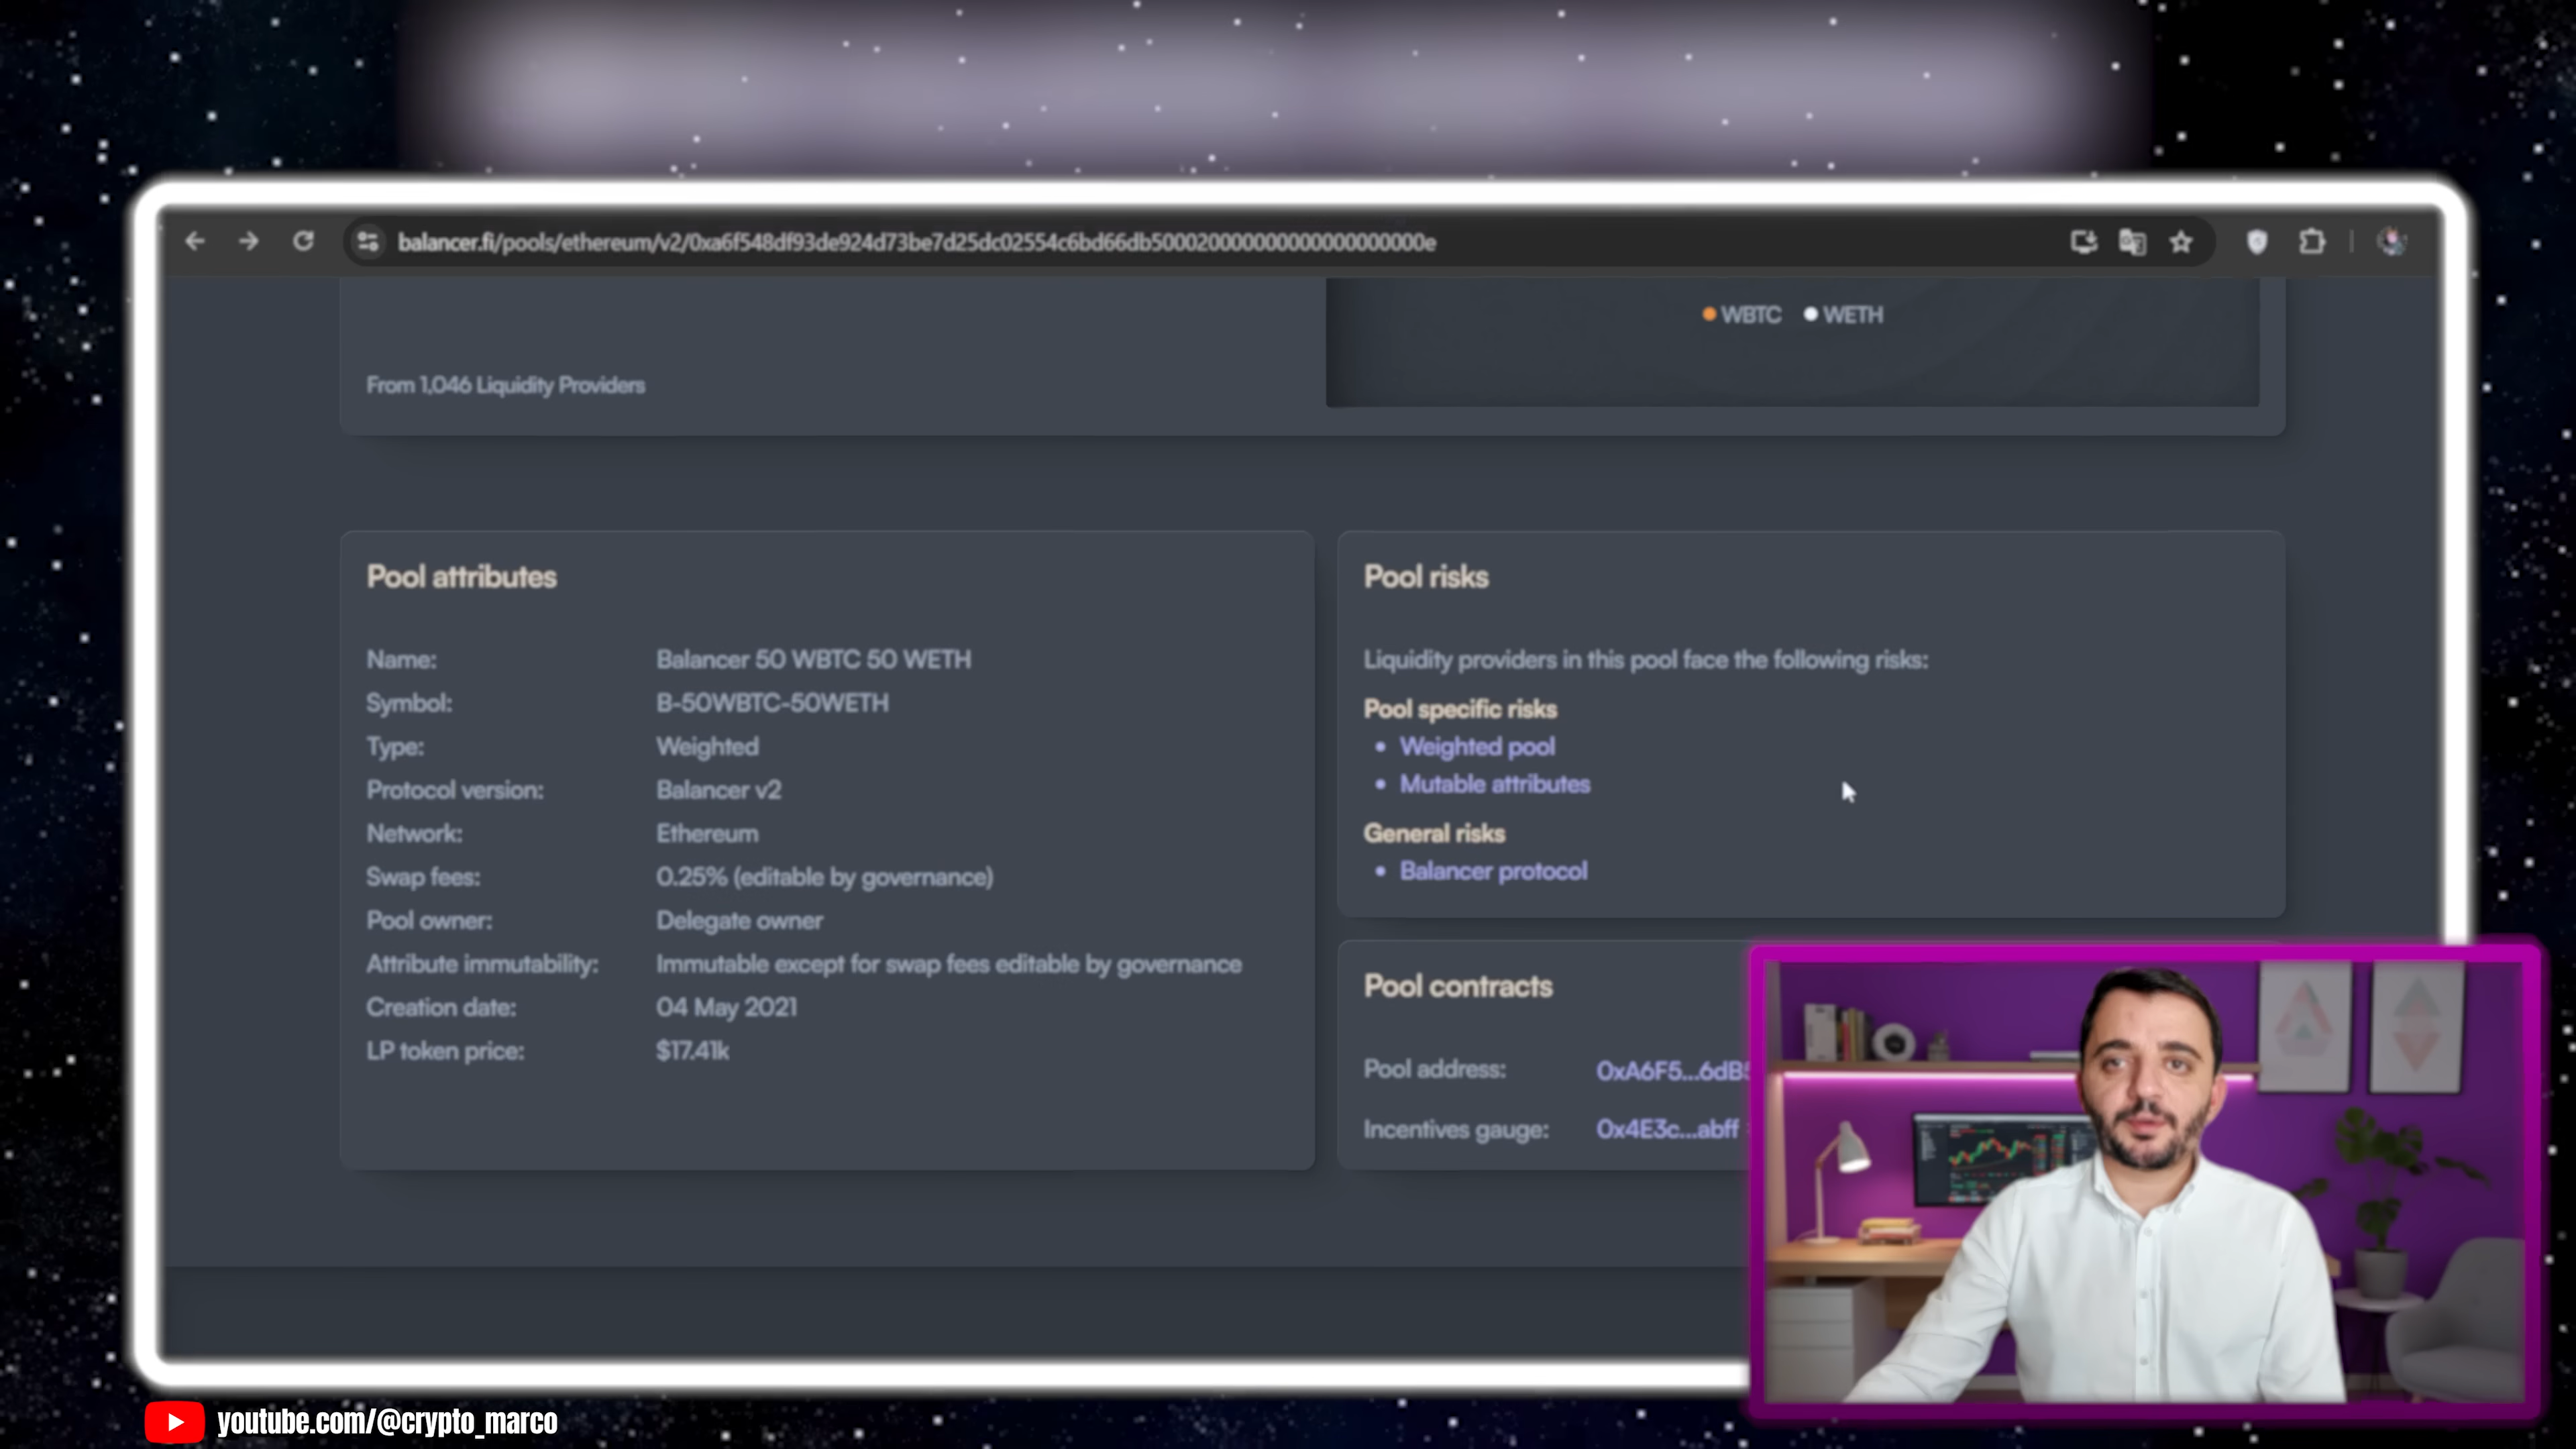 balancer.fi/pools/ethereum/v2/0xa6f548df93de924d73be7d25dc02554c6bd66db500020000000000000000000e
WBTC WETH
From 1,046 Liquidity Providers
Pool attributes
Name: Balancer 50 WBTC 50 WETH
Symbol: B-50WBTC-50WETH
Type: Weighted
Protocol version: Balancer v2
Network: Ethereum
Swap fees: 0.25% (editable by governance)
Pool owner: Delegate owner
Attribute immutability: Immutable except for swap fees editable by governance
Creation date: 04 May 2021
LP token price: $17.41k
Pool risks
Liquidity providers in this pool face the following risks:
Pool specific risks
• Weighted pool
• Mutable attributes
General risks
• Balancer protocol
Pool contracts
Pool address: 0xA6F5...6dB5
Incentives gauge: 0x4E3c...abff
youtube.com/@crypto_marco